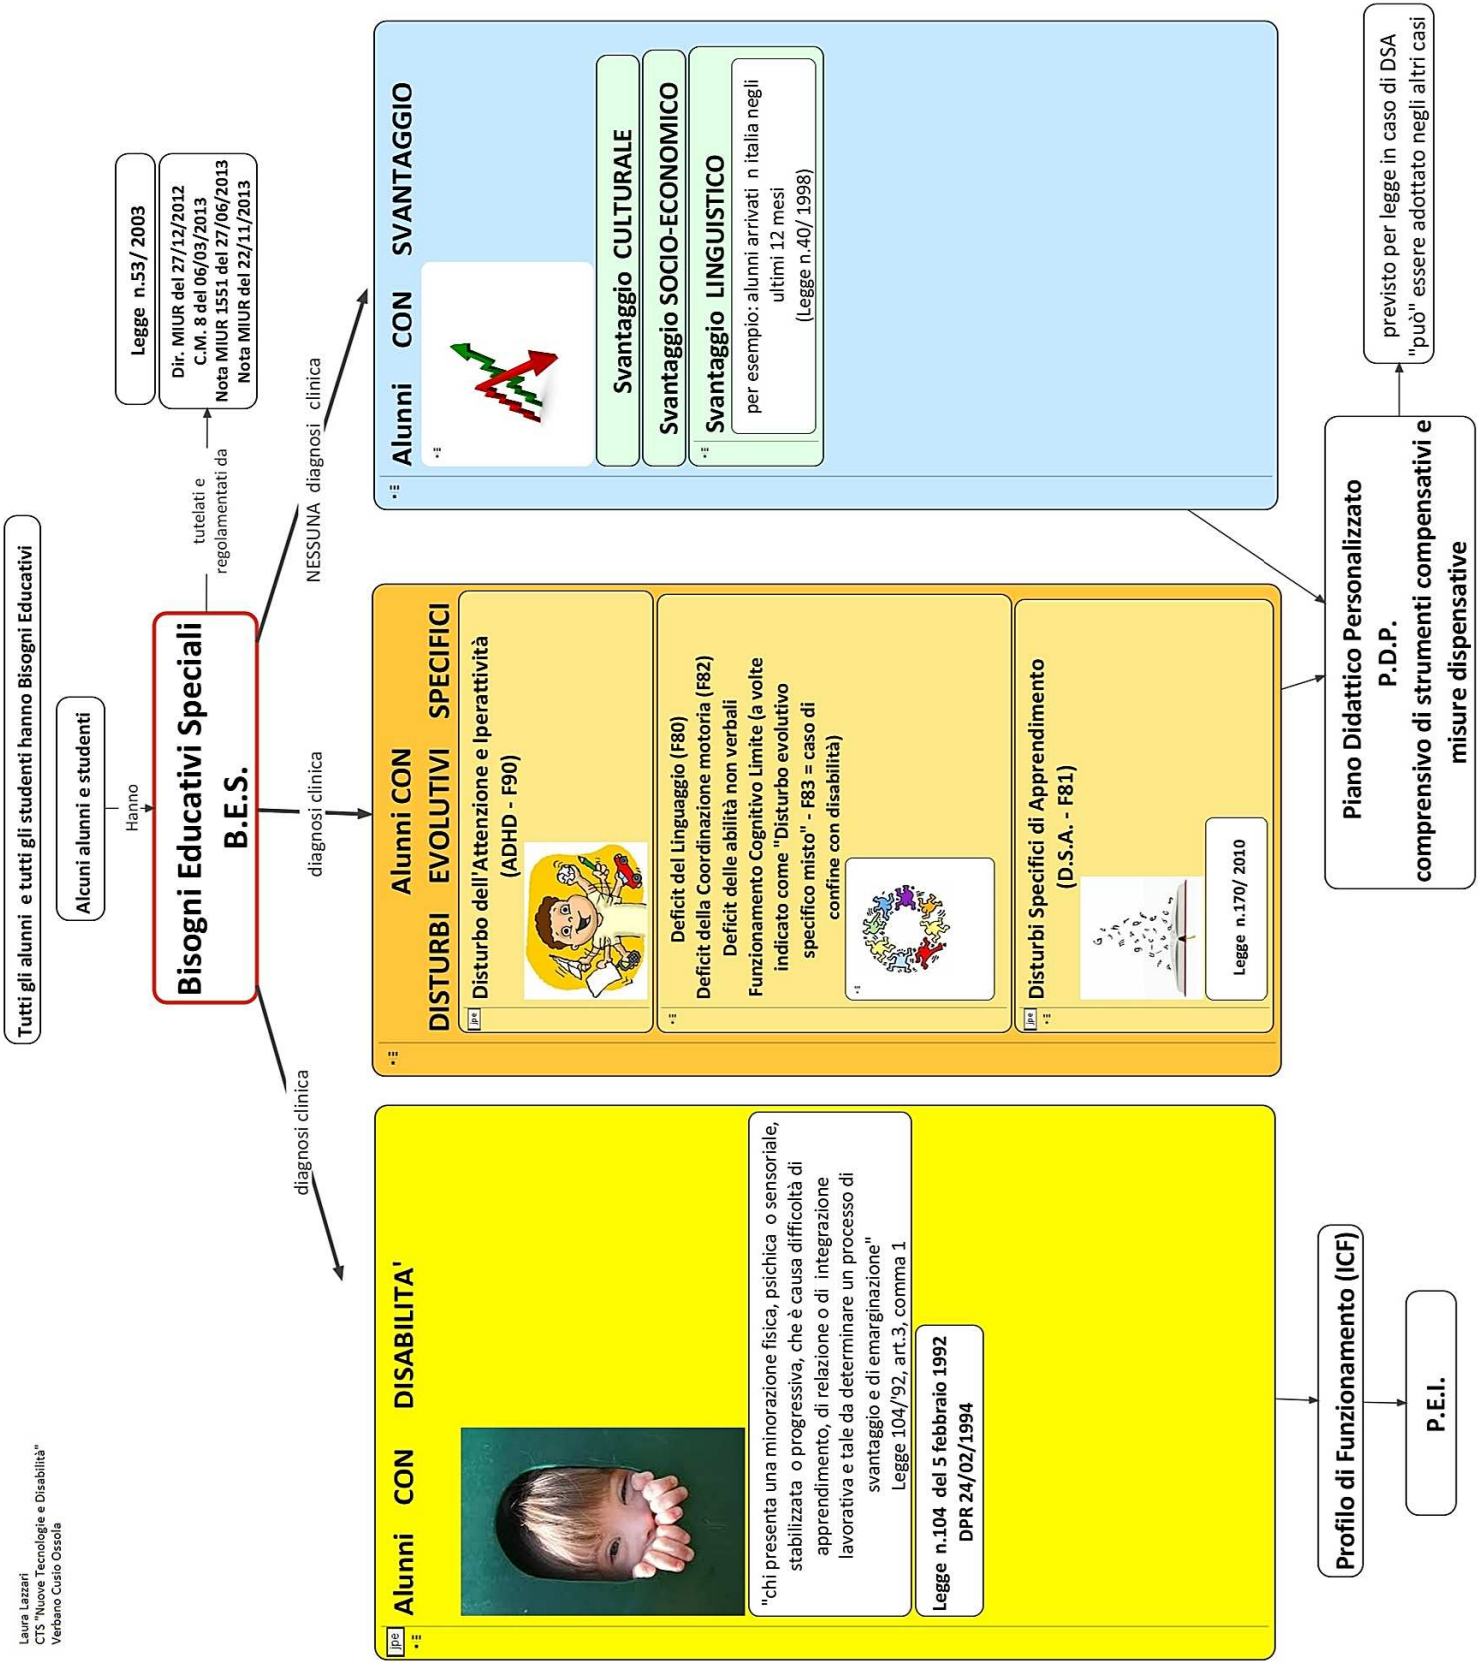 Laura Lazzari
CTS "Nuove Tecnologie e Disabilità"
Verbano Cusio Ossola
Tutti gli alunni e tutti gli studenti hanno Bisogni Educativi
Alcuni alunni e studenti
Hanno
Bisogni Educativi Speciali
B.E.S.
tutelati e
regolamentati da
Legge n.53/ 2003
Dir. MIUR del 27/12/2012
C.M. 8 del 06/03/2013
Nota MIUR 1551 del 27/06/2013
Nota MIUR del 22/11/2013
diagnosi clinica
diagnosi clinica
NESSUNA diagnosi clinica
jpe
Alunni CON DISABILITA'
"chi presenta una minorazione fisica, psichica o sensoriale,
stabilizzata o progressiva, che è causa difficoltà di
apprendimento, di relazione o di integrazione
lavorativa e tale da determinare un processo di
svantaggio e di emarginazione"
Legge 104/'92, art.3, comma 1
Legge n.104 del 5 febbraio 1992
DPR 24/02/1994
Profilo di Funzionamento (ICF)
P.E.I.
Alunni CON
DISTURBI EVOLUTIVI SPECIFICI
jpe
Disturbo dell'Attenzione e Iperattività
(ADHD - F90)
Deficit del Linguaggio (F80)
Deficit della Coordinazione motoria (F82)
Deficit delle abilità non verbali
Funzionamento Cognitivo Limite (a volte
indicato come "Disturbo evolutivo
specifico misto" - F83 = caso di
confine con disabilità)
jpe
Disturbi Specifici di Apprendimento
(D.S.A. - F81)
Legge n.170/ 2010
Alunni CON SVANTAGGIO
Svantaggio CULTURALE
Svantaggio SOCIO-ECONOMICO
Svantaggio LINGUISTICO
per esempio: alunni arrivati n italia negli
ultimi 12 mesi
(Legge n.40/ 1998)
Piano Didattico Personalizzato
P.D.P.
comprensivo di strumenti compensativi e
misure dispensative
previsto per legge in caso di DSA
"può" essere adottato negli altri casi